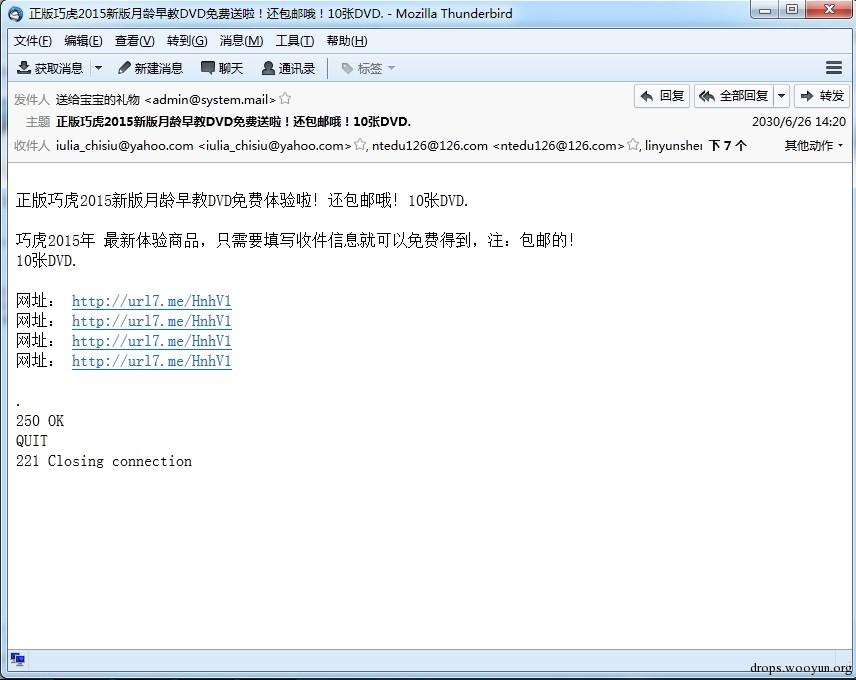 正版巧虎2015新版月龄早教DVD免费送啦！还包邮哦！10张DVD. - Mozilla Thunderbird
文件(F) 编辑(E) 查看(V) 转到(G) 消息(M) 工具(T) 帮助(H)
获取消息 新建消息 聊天 通讯录 标签
发件人 送给宝宝的礼物 <admin@system.mail> 回复 全部回复 转发
主题 正版巧虎2015新版月龄早教DVD免费送啦！还包邮哦！10张DVD. 2030/6/26 14:20
收件人 iulia_chisiu@yahoo.com <iulia_chisiu@yahoo.com>, ntedu126@126.com <ntedu126@126.com>, linyunsher 下 7 个 其他动作
正版巧虎2015新版月龄早教DVD免费体验啦！还包邮哦！10张DVD.
巧虎2015年 最新体验商品，只需要填写收件信息就可以免费得到，注：包邮的！
10张DVD.
网址： http://url7.me/HnhV1
网址： http://url7.me/HnhV1
网址： http://url7.me/HnhV1
网址： http://url7.me/HnhV1
.
250 OK
QUIT
221 Closing connection
drops.wooyun.org